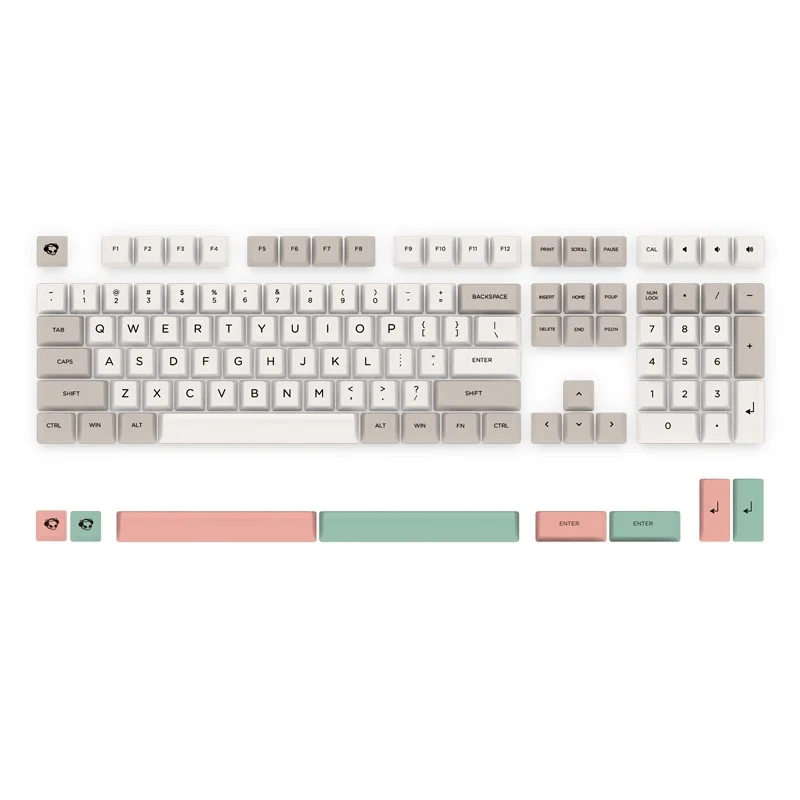 F1 F2 F3 F4 F5 F6 F7 F8 F9 F10 F11 F12 PRINT SCROLL PAUSE CAL
~ ! @ # $ % ^ & * ( ) _ +
` 1 2 3 4 5 6 7 8 9 0 - = BACKSPACE INSERT HOME PGUP NUM LOCK * / −
TAB Q W E R T Y U I O P { [ } ] | \ DELETE END PGDN 7 8 9 +
CAPS A S D F G H J K L : ; " ' ENTER 4 5 6
SHIFT Z X C V B N M < , > . ? / SHIFT 1 2 3
CTRL WIN ALT ALT WIN FN CTRL 0 .
ENTER ENTER